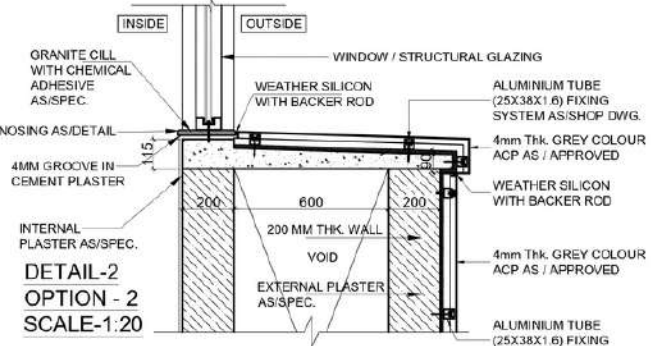 INSIDE
OUTSIDE
GRANITE CILL
WITH CHEMICAL
ADHESIVE
AS/SPEC.
WINDOW / STRUCTURAL GLAZING
WEATHER SILICON
WITH BACKER ROD
ALUMINIUM TUBE
(25X38X1.6) FIXING
SYSTEM AS/SHOP DWG.
NOSING AS/DETAIL
4mm Thk. GREY COLOUR
ACP AS / APPROVED
4MM GROOVE IN
CEMENT PLASTER
115
90
WEATHER SILICON
WITH BACKER ROD
200
600
200
INTERNAL
PLASTER AS/SPEC.
200 MM THK. WALL
VOID
4mm Thk. GREY COLOUR
ACP AS / APPROVED
EXTERNAL PLASTER
AS/SPEC.
DETAIL-2
OPTION - 2
SCALE-1:20
ALUMINIUM TUBE
(25X38X1.6) FIXING